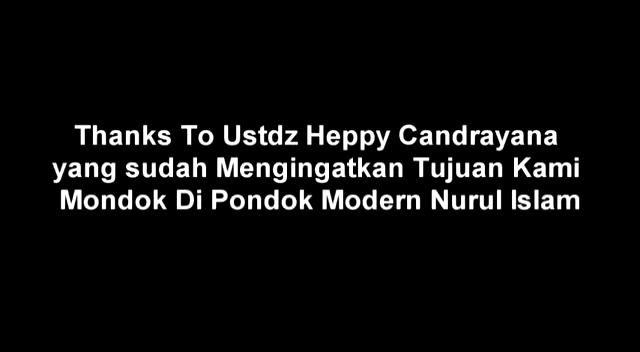 Thanks To Ustdz Heppy Candrayana
yang sudah Mengingatkan Tujuan Kami
Mondok Di Pondok Modern Nurul Islam